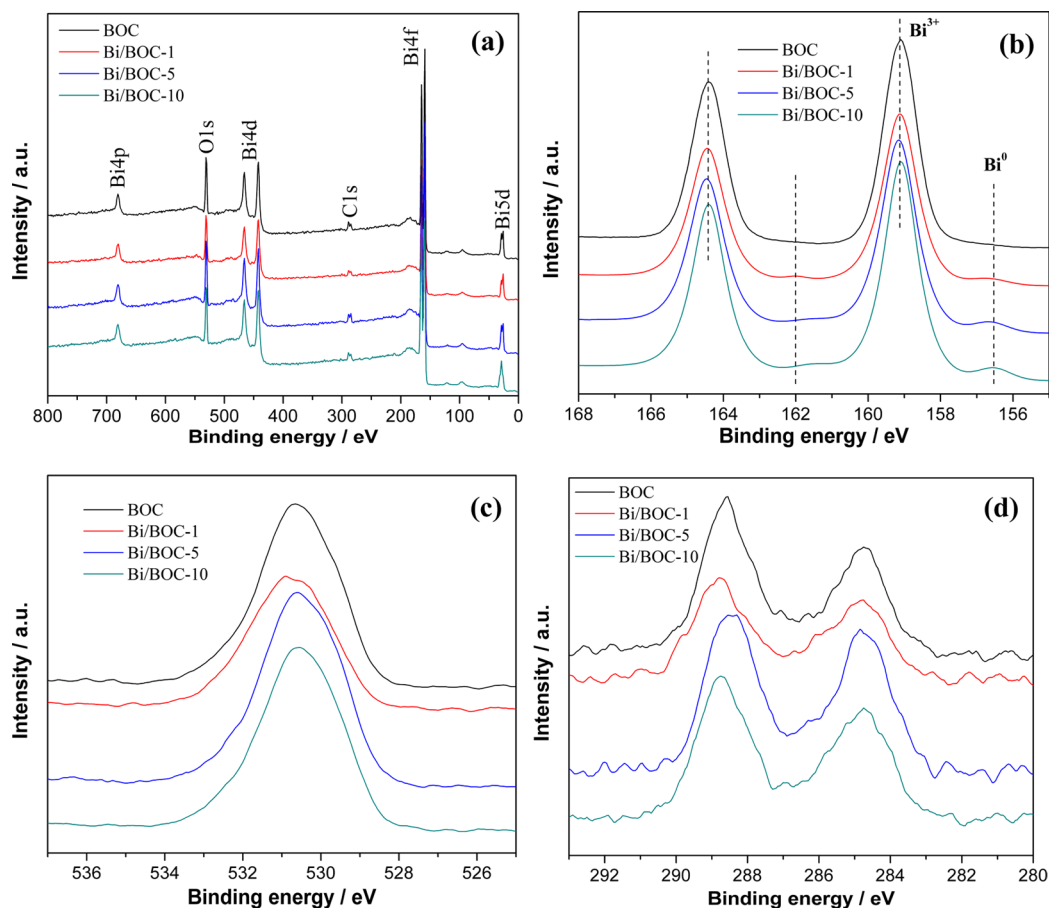 (a)
BOC
Bi/BOC-1
Bi/BOC-5
Bi/BOC-10
Bi4p
O1s
Bi4d
C1s
Bi4f
Bi5d
Intensity / a.u.
800 700 600 500 400 300 200 100 0
Binding energy / eV
(b)
BOC
Bi/BOC-1
Bi/BOC-5
Bi/BOC-10
Bi³⁺
Bi⁰
Intensity / a.u.
168 166 164 162 160 158 156
Binding energy / eV
(c)
BOC
Bi/BOC-1
Bi/BOC-5
Bi/BOC-10
Intensity / a.u.
536 534 532 530 528 526
Binding energy / eV
(d)
BOC
Bi/BOC-1
Bi/BOC-5
Bi/BOC-10
Intensity / a.u.
292 290 288 286 284 282 280
Binding energy / eV